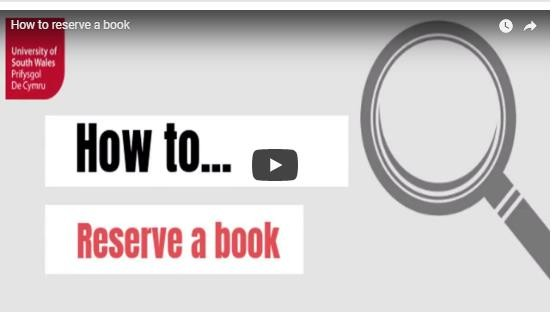 How to reserve a book
University of
South Wales
Prifysgol
De Cymru
How to...
Reserve a book